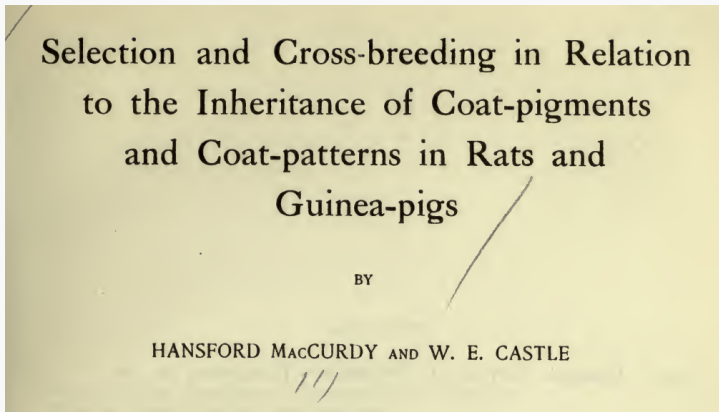 Selection and Cross-breeding in Relation
to the Inheritance of Coat-pigments
and Coat-patterns in Rats and
Guinea-pigs
BY
HANSFORD MacCURDY AND W. E. CASTLE